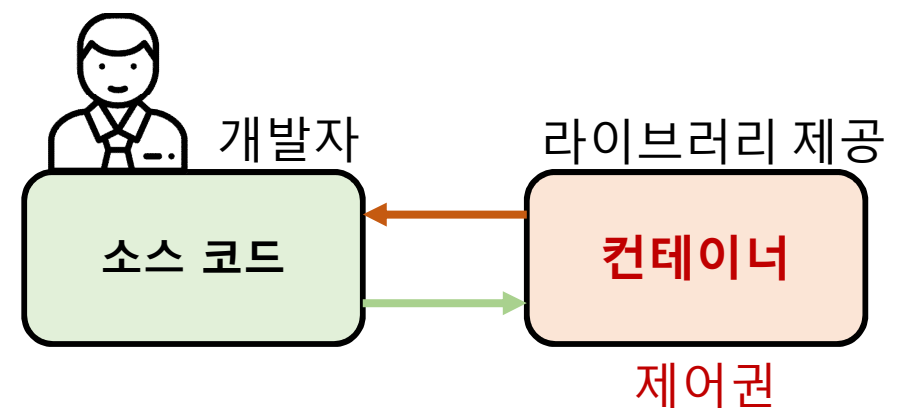 개발자
라이브러리 제공
소스 코드
컨테이너
제어권